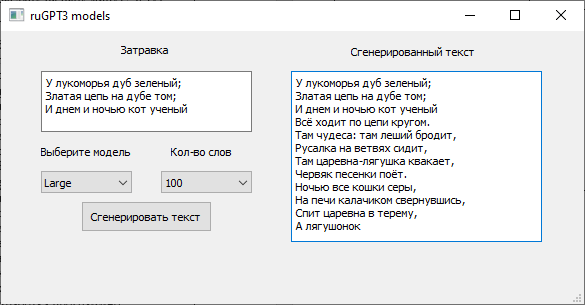 ruGPT3 models
Затравка
У лукоморья дуб зеленый;
Златая цепь на дубе том;
И днем и ночью кот ученый
Выберите модель
Кол-во слов
Large
100
Сгенерировать текст
Сгенерированный текст
У лукоморья дуб зеленый;
Златая цепь на дубе том;
И днем и ночью кот ученый
Всё ходит по цепи кругом.
Там чудеса: там леший бродит,
Русалка на ветвях сидит,
Там царевна-лягушка квакает,
Червяк песенки поёт.
Ночью все кошки серы,
На печи калачиком свернувшись,
Спит царевна в терему,
А лягушонок